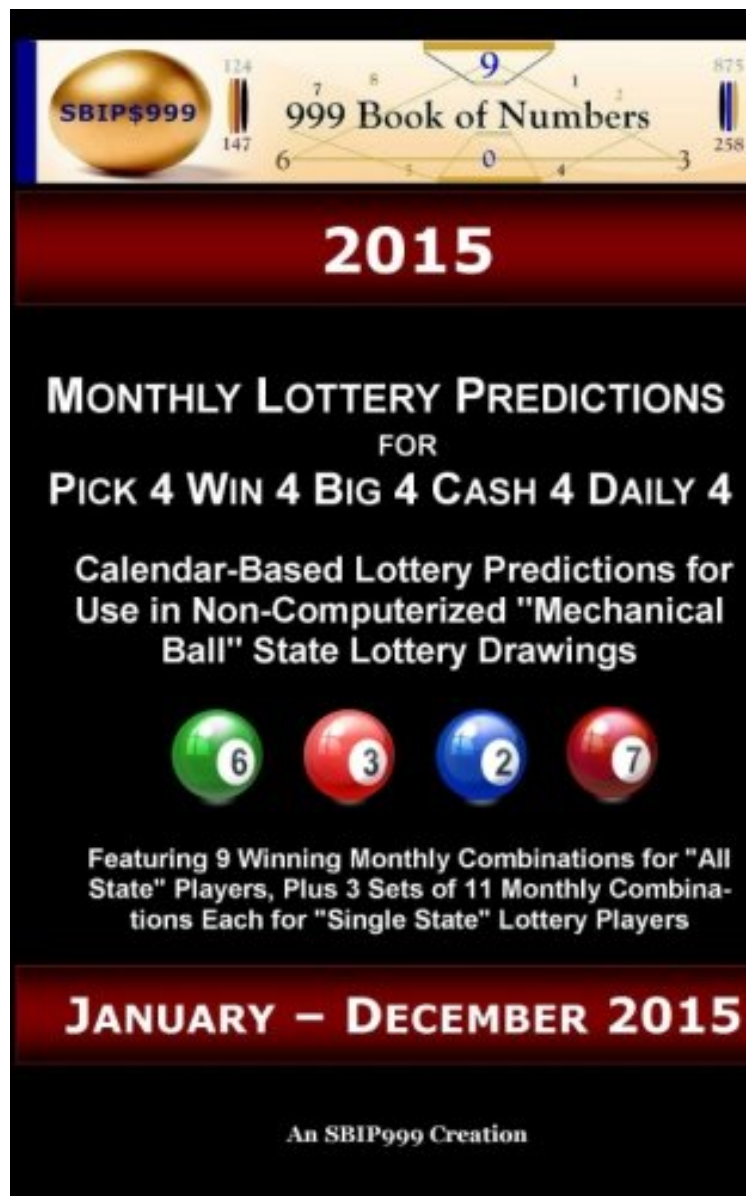 124
875
9
7
8
1
2
SBIP$999
999 Book of Numbers
147
258
6
5
0
4
3
2015
MONTHLY LOTTERY PREDICTIONS
FOR
PICK 4 WIN 4 BIG 4 CASH 4 DAILY 4
Calendar-Based Lottery Predictions for
Use in Non-Computerized "Mechanical
Ball" State Lottery Drawings
6 3 2 7
Featuring 9 Winning Monthly Combinations for "All
State" Players, Plus 3 Sets of 11 Monthly Combina-
tions Each for "Single State" Lottery Players
JANUARY – DECEMBER 2015
An SBIP999 Creation